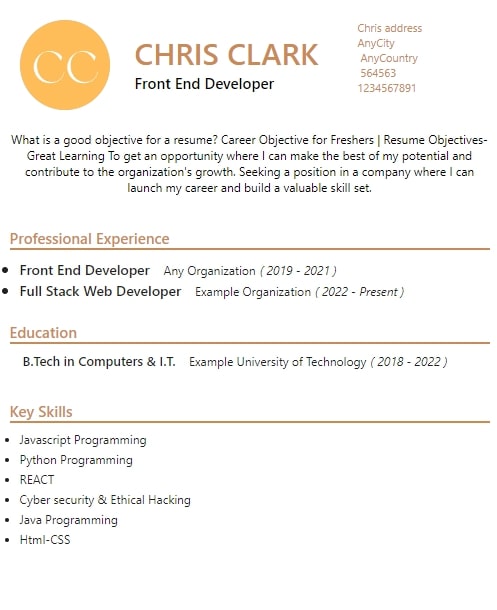 CC
CHRIS CLARK
Front End Developer
Chris address
AnyCity
AnyCountry
564563
1234567891
What is a good objective for a resume? Career Objective for Freshers | Resume Objectives-
Great Learning To get an opportunity where I can make the best of my potential and
contribute to the organization's growth. Seeking a position in a company where I can
launch my career and build a valuable skill set.
Professional Experience
Front End Developer Any Organization ( 2019 - 2021 )
Full Stack Web Developer Example Organization ( 2022 - Present )
Education
B.Tech in Computers & I.T. Example University of Technology ( 2018 - 2022 )
Key Skills
Javascript Programming
Python Programming
REACT
Cyber security & Ethical Hacking
Java Programming
Html-CSS